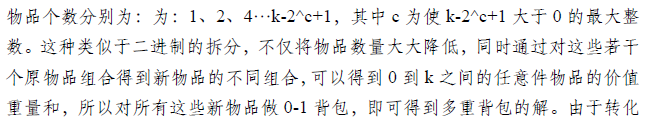 物品个数分别为：为：1、2、4…k-2^c+1，其中 c 为使 k-2^c+1 大于 0 的最大整
数。这种类似于二进制的拆分，不仅将物品数量大大降低，同时通过对这些若干
个原物品组合得到新物品的不同组合，可以得到 0 到 k 之间的任意件物品的价值
重量和，所以对所有这些新物品做 0-1 背包，即可得到多重背包的解。由于转化